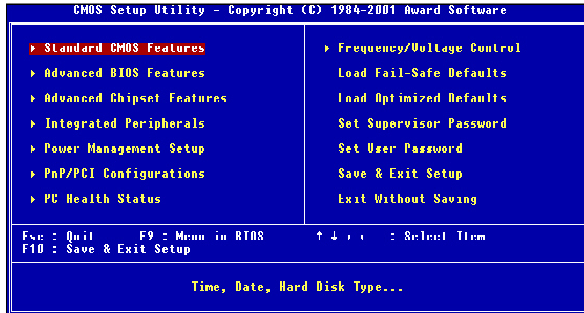 CMOS Setup Utility - Copyright (C) 1984-2001 Award Software
Standard CMOS Features
Advanced BIOS Features
Advanced Chipset Features
Integrated Peripherals
Power Management Setup
PnP/PCI Configurations
PC Health Status
Frequency/Voltage Control
Load Fail-Safe Defaults
Load Optimized Defaults
Set Supervisor Password
Set User Password
Save & Exit Setup
Exit Without Saving
Esc : Quit F9 : Menu in BIOS ↑ ↓ → ← : Select Item
F10 : Save & Exit Setup
Time, Date, Hard Disk Type...